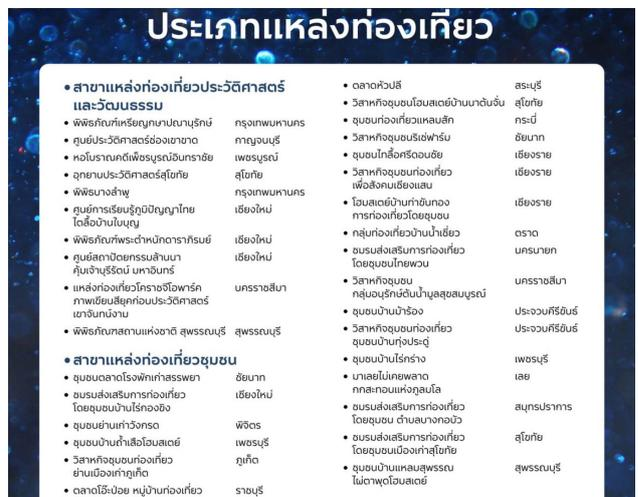 ประเภทแหล่งท่องเที่ยว
• สาขาแหล่งท่องเที่ยวประวัติศาสตร์
และวัฒนธรรม
• พิพิธภัณฑ์เหรียญกษาปณานุรักษ์ กรุงเทพมหานคร
• ศูนย์ประวัติศาสตร์ช่องเขาขาด กาญจนบุรี
• หอโบราณคดีเพ็ชรบูรณ์อินทราชัย เพชรบูรณ์
• อุทยานประวัติศาสตร์สุโขทัย สุโขทัย
• พิพิธบางลำพู กรุงเทพมหานคร
• ศูนย์การเรียนรู้ภูมิปัญญาไทย เชียงใหม่
ไตลื้อบ้านใบบุญ
• พิพิธภัณฑ์พระตำหนักดาราภิรมย์ เชียงใหม่
• ศูนย์สถาปัตยกรรมล้านนา เชียงใหม่
คุ้มเจ้าบุรีรัตน์ มหาอินทร์
• แหล่งท่องเที่ยวโคราชจีโอพาร์ค นครราชสีมา
ภาพเขียนสียุคก่อนประวัติศาสตร์
เขาจันทน์งาม
• พิพิธภัณฑสถานแห่งชาติ สุพรรณบุรี สุพรรณบุรี
• สาขาแหล่งท่องเที่ยวชุมชน
• ชุมชนตลาดโรงพักเก่าสรรพยา ชัยนาท
• ชมรมส่งเสริมการท่องเที่ยว เชียงใหม่
โดยชุมชนบ้านไร่กองขิง
• ชุมชนย่านเก่าวังกรด พิจิตร
• ชุมชนบ้านถ้ำเสือโฮมสเตย์ เพชรบุรี
• วิสาหกิจชุมชนท่องเที่ยว ภูเก็ต
ย่านเมืองเก่าภูเก็ต
• ตลาดโอ๊ะป่อย หมู่บ้านท่องเที่ยว ราชบุรี
• ตลาดหัวปลี สระบุรี
• วิสาหกิจชุมชนโฮมสเตย์บ้านนาต้นจั่น สุโขทัย
• ชุมชนท่องเที่ยวแหลมสัก กระบี่
• วิสาหกิจชุมชนริเช่ฟาร์ม ชัยนาท
• ชุมชนไทลื้อศรีดอนชัย เชียงราย
• วิสาหกิจชุมชนท่องเที่ยว เชียงราย
เพื่อสังคมเชียงแสน
• โฮมสเตย์บ้านท่าขันทอง เชียงราย
การท่องเที่ยวโดยชุมชน
• กลุ่มท่องเที่ยวบ้านน้ำเชี่ยว ตราด
• ชมรมส่งเสริมการท่องเที่ยว นครนายก
โดยชุมชนไทยพวน
• วิสาหกิจชุมชน นครราชสีมา
กลุ่มอนุรักษ์ต้นน้ำมูลสุขสมบูรณ์
• ชุมชนบ้านม้าร้อง ประจวบคีรีขันธ์
• วิสาหกิจชุมชนท่องเที่ยว ประจวบคีรีขันธ์
ชุมชนบ้านทุ่งประดู่
• ชุมชนบ้านไร่กร่าง เพชรบุรี
• มาเลยไม่เคยพลาด เลย
กกสะทอนแห่งภูลมโล
• ชมรมส่งเสริมการท่องเที่ยว สมุทรปราการ
โดยชุมชน ตำบลบางกอบัว
• ชมรมส่งเสริมการท่องเที่ยว สุโขทัย
โดยชุมชนเมืองเก่าสุโขทัย
• ชุมชนบ้านแหลมสุพรรณ สุพรรณบุรี
ไม่ตาพุดโฮมสเตย์